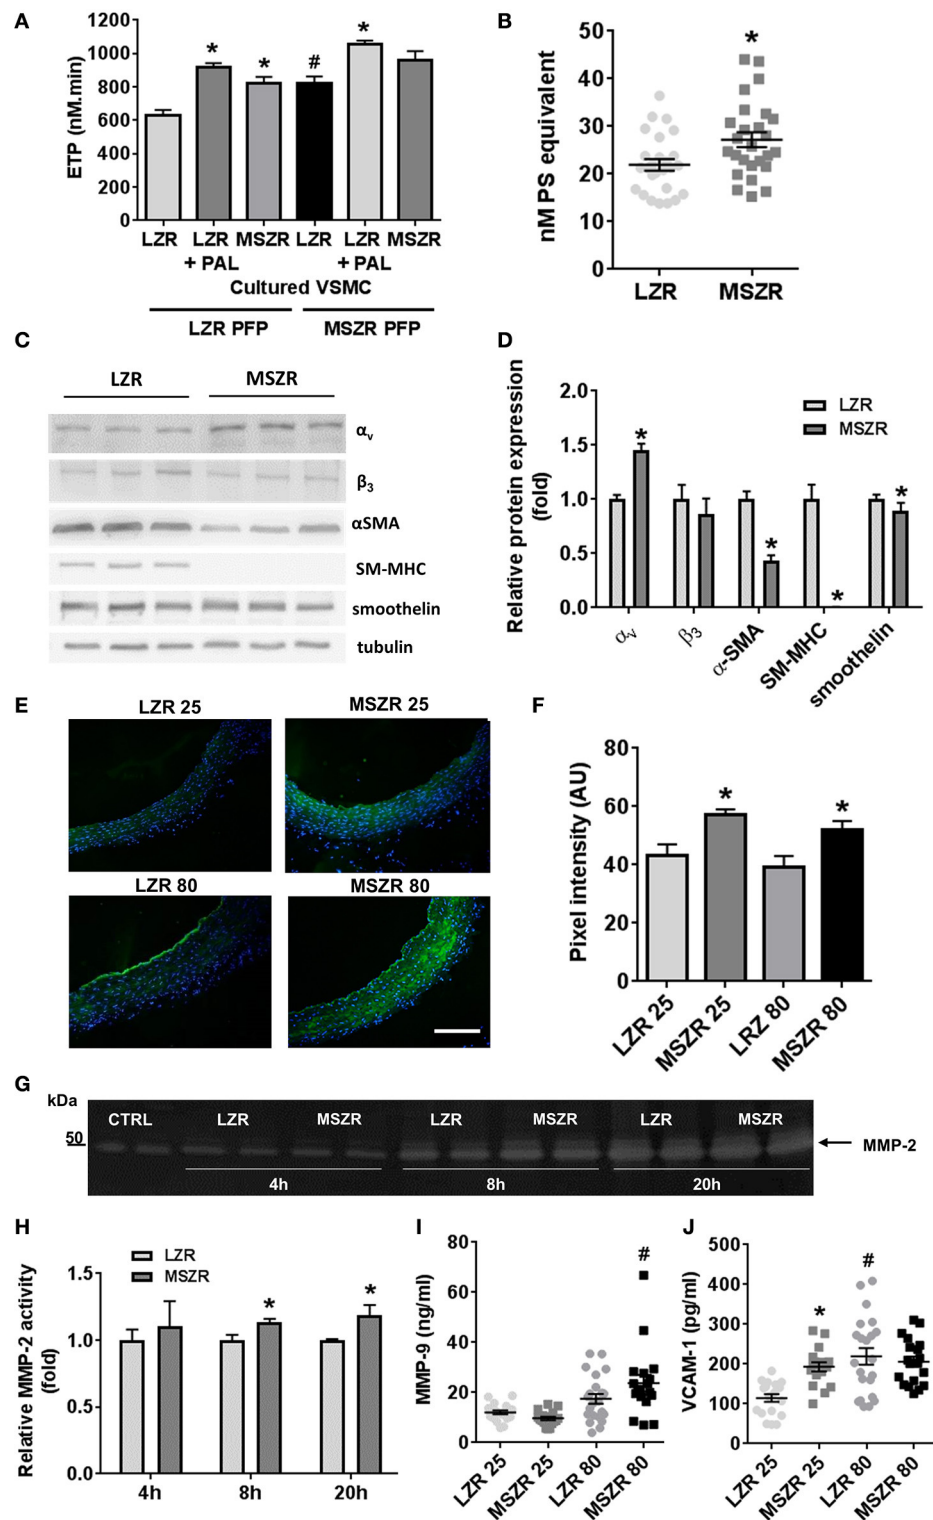 A
ETP (nM.min)
1200
1000
800
600
400
200
0
* * # *
LZR LZR MSZR LZR LZR MSZR
+ PAL + PAL
Cultured VSMC
LZR PFP MSZR PFP
B
nM PS equivalent
50
40
30
20
10
0
*
LZR MSZR
C
LZR MSZR
αv
β3
αSMA
SM-MHC
smoothelin
tubulin
D
Relative protein expression
(fold)
2.0
1.5
1.0
0.5
0.0
LZR
MSZR
* * * *
αv β3 α-SMA SM-MHC smoothelin
E
LZR 25 MSZR 25
LZR 80 MSZR 80
F
Pixel intensity (AU)
80
60
40
20
0
* *
LZR 25 MSZR 25 LRZ 80 MSZR 80
G
kDa
50
CTRL LZR MSZR LZR MSZR LZR MSZR
4h 8h 20h
MMP-2
H
Relative MMP-2 activity
(fold)
1.5
1.0
0.5
0.0
LZR
MSZR
* *
4h 8h 20h
I
MMP-9 (ng/ml)
80
60
40
20
0
#
LZR 25 MSZR 25 LZR 80 MSZR 80
J
VCAM-1 (pg/ml)
500
400
300
200
100
0
* #
LZR 25 MSZR 25 LZR 80 MSZR 80